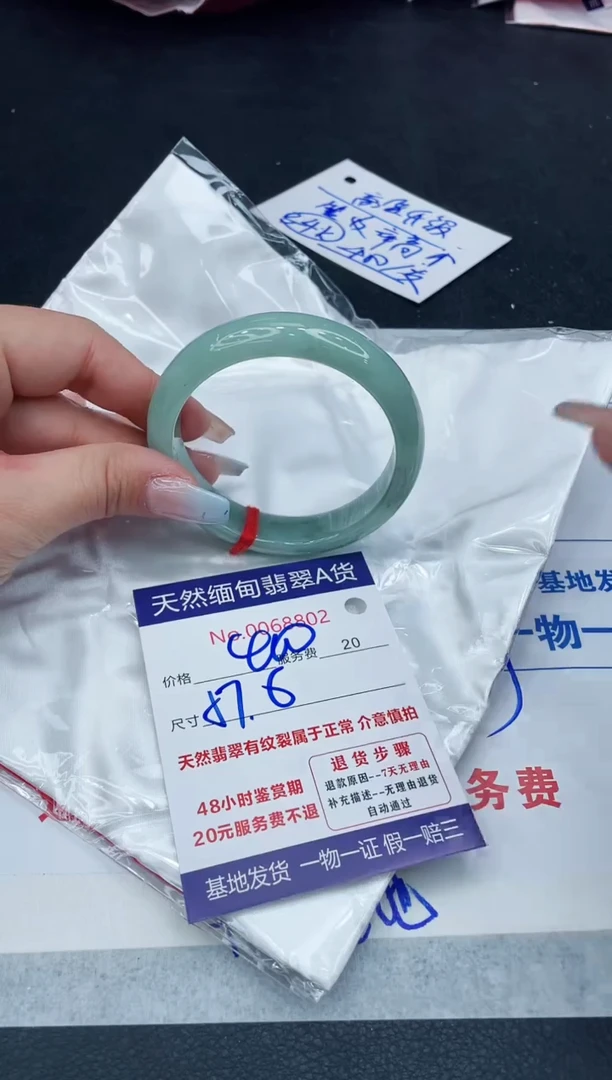 天然缅甸翡翠A货
No.0068802
价格 400 服务费 20
尺寸 57.6
天然翡翠有纹裂属于正常 介意慎拍
48小时鉴赏期
20元服务费不退
退货步骤
退款原因--7天无理由
补充描述--无理由退货
自动通过
基地发货 一物一证 假一赔三
基地发
一物一
务费